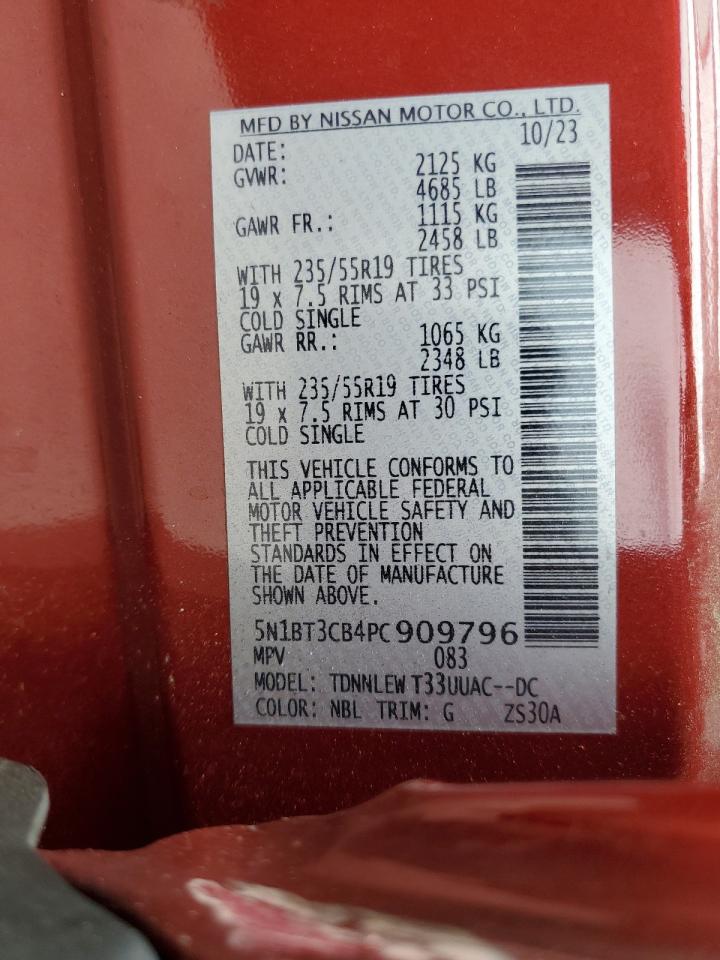 MFD BY NISSAN MOTOR CO., LTD.
DATE: 10/23
GVWR: 2125 KG
4685 LB
GAWR FR.: 1115 KG
2458 LB
WITH 235/55R19 TIRES
19 x 7.5 RIMS AT 33 PSI
COLD SINGLE
GAWR RR.: 1065 KG
2348 LB
WITH 235/55R19 TIRES
19 x 7.5 RIMS AT 30 PSI
COLD SINGLE
THIS VEHICLE CONFORMS TO
ALL APPLICABLE FEDERAL
MOTOR VEHICLE SAFETY AND
THEFT PREVENTION
STANDARDS IN EFFECT ON
THE DATE OF MANUFACTURE
SHOWN ABOVE.
5N1BT3CB4PC909796
MPV 083
MODEL: TDNNLEW T33UUAC--DC
COLOR: NBL TRIM: G ZS30A